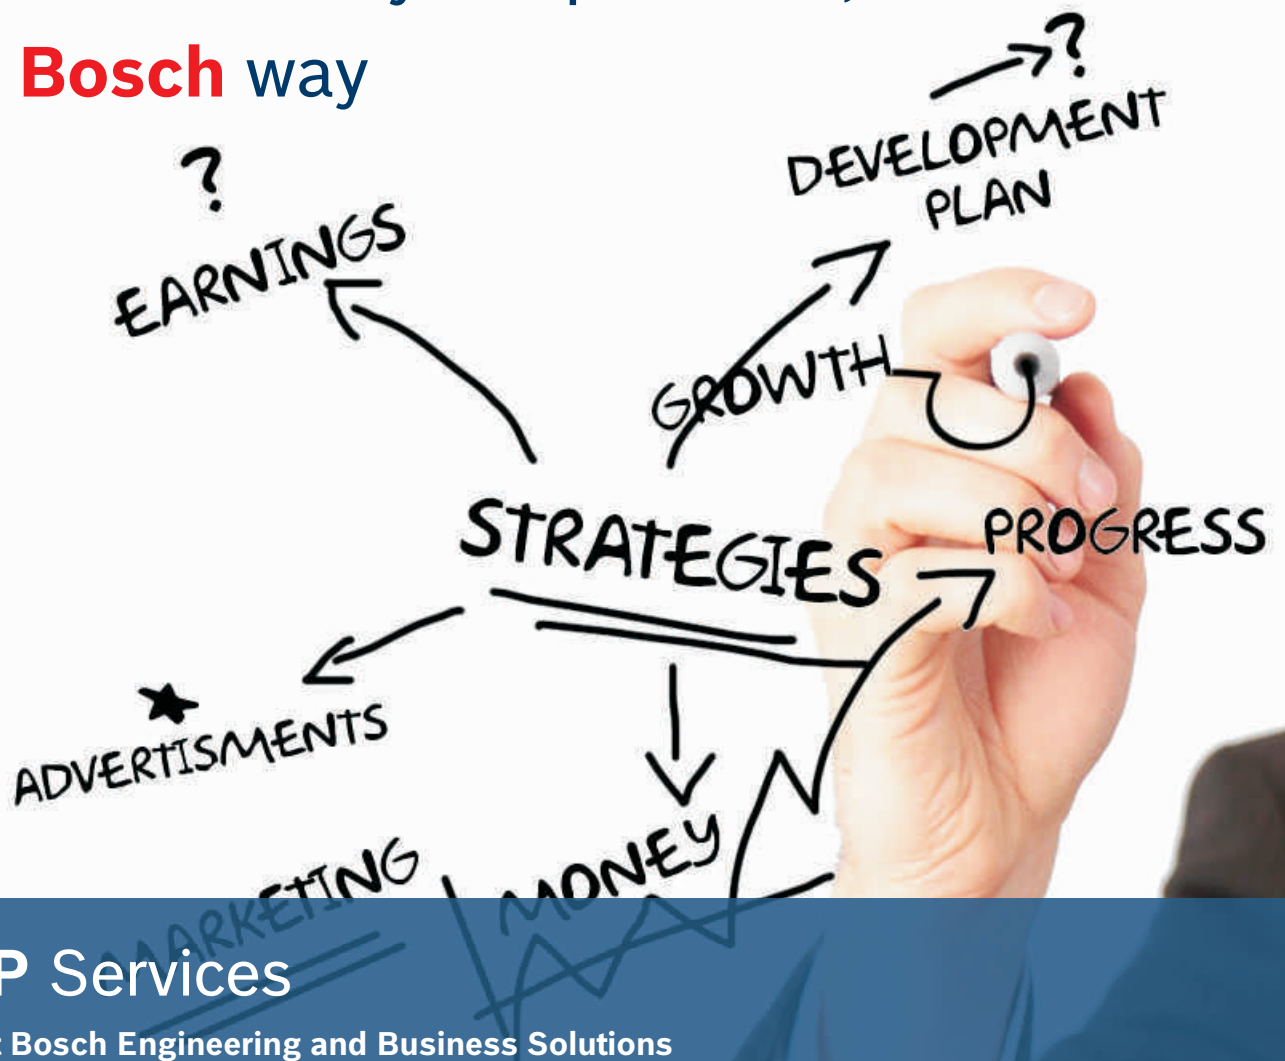 Bosch way
?
?
DEVELOPMENT
PLAN
EARNINGS
GROWTH
STRATEGIES
PROGRESS
ADVERTISMENTS
MONEY
MARKETING
P Services
Bosch Engineering and Business Solutions